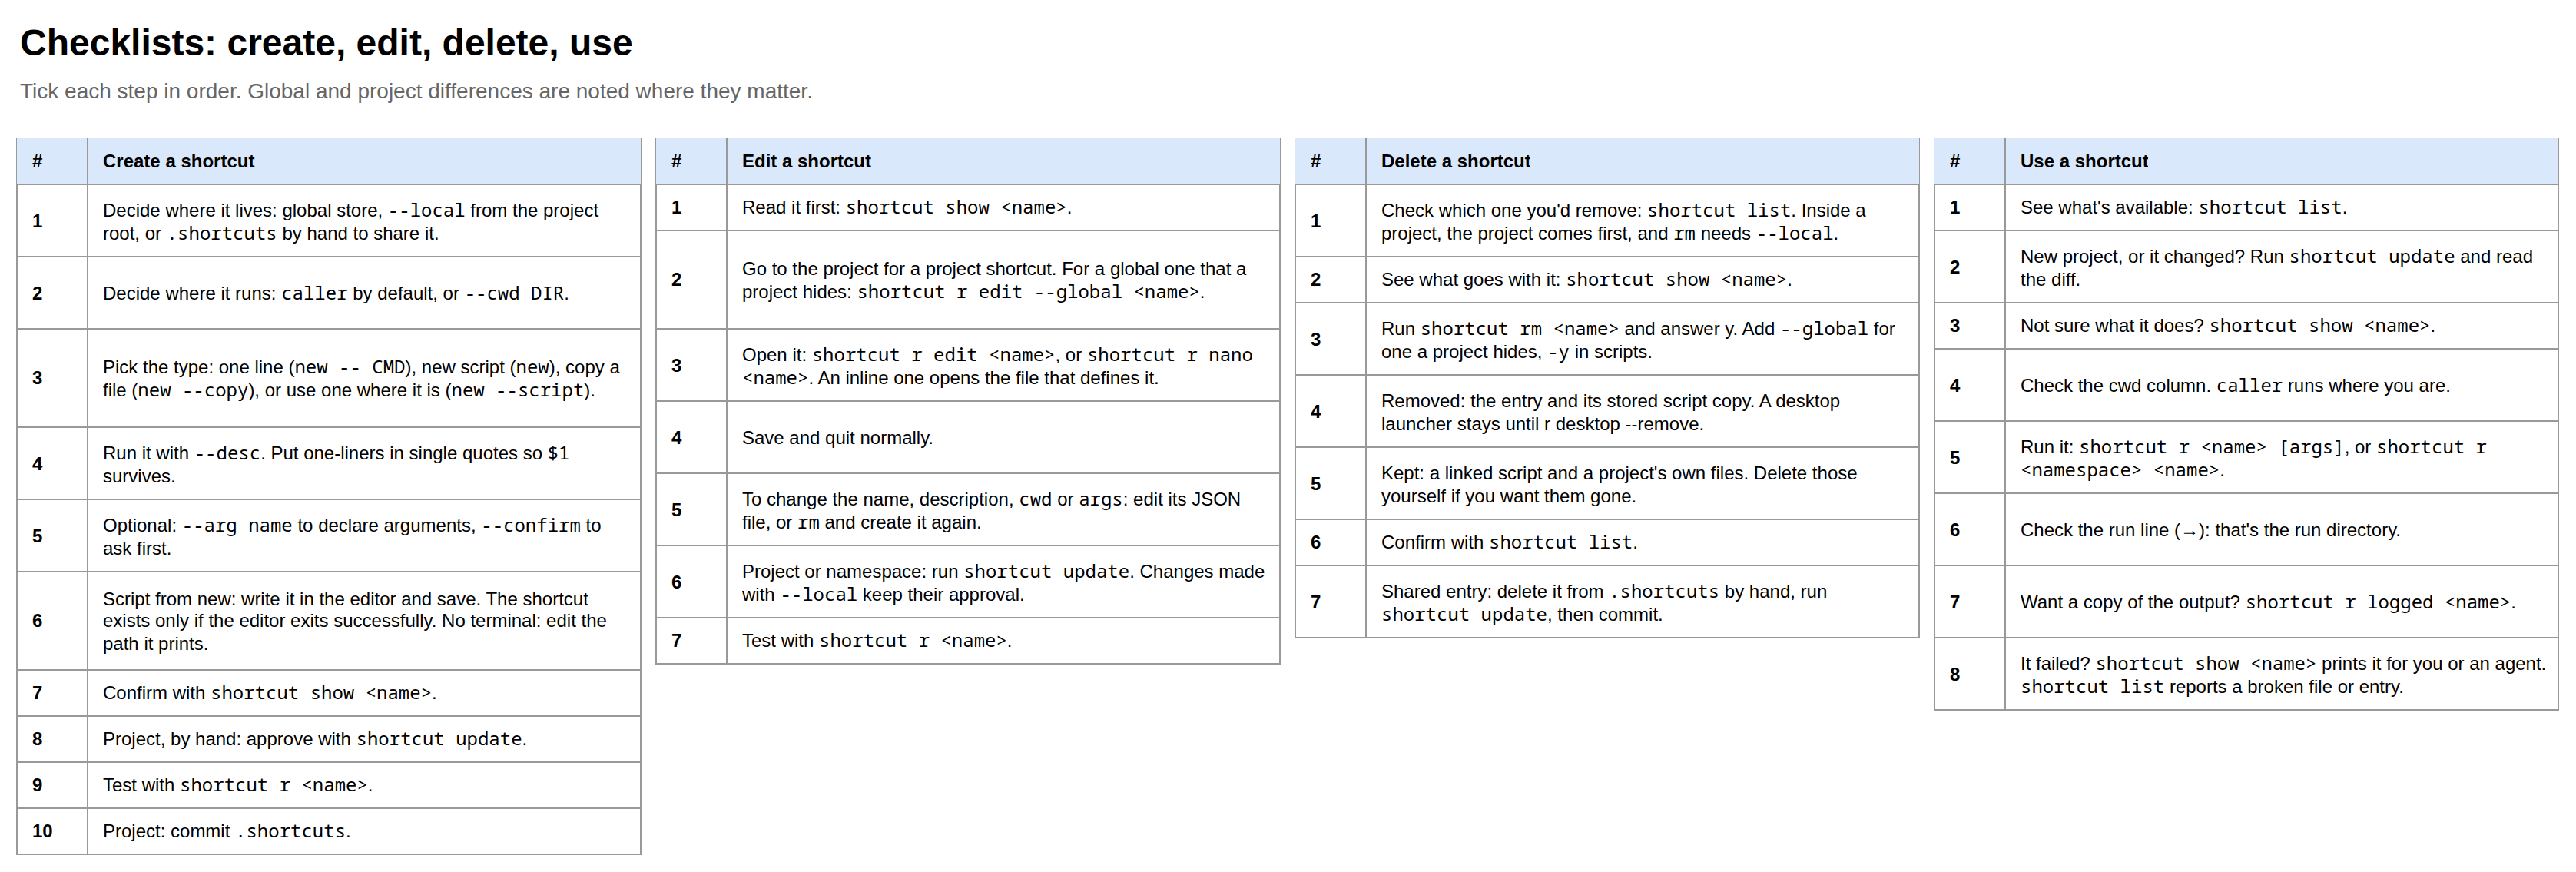 Checklists: create, edit, delete, use
Tick each step in order. Global and project differences are noted where they matter.
# Create a shortcut
1 Decide where it lives: global store, --local from the project
root, or .shortcuts by hand to share it.
2 Decide where it runs: caller by default, or --cwd DIR.
3 Pick the type: one line (new -- CMD), new script (new), copy a
file (new --copy), or use one where it is (new --script).
4 Run it with --desc. Put one-liners in single quotes so $1
survives.
5 Optional: --arg name to declare arguments, --confirm to
ask first.
6 Script from new: write it in the editor and save. The shortcut
exists only if the editor exits successfully. No terminal: edit the
path it prints.
7 Confirm with shortcut show <name>.
8 Project, by hand: approve with shortcut update.
9 Test with shortcut r <name>.
10 Project: commit .shortcuts.
# Edit a shortcut
1 Read it first: shortcut show <name>.
2 Go to the project for a project shortcut. For a global one that a
project hides: shortcut r edit --global <name>.
3 Open it: shortcut r edit <name>, or shortcut r nano
<name>. An inline one opens the file that defines it.
4 Save and quit normally.
5 To change the name, description, cwd or args: edit its JSON
file, or rm and create it again.
6 Project or namespace: run shortcut update. Changes made
with --local keep their approval.
7 Test with shortcut r <name>.
# Delete a shortcut
1 Check which one you'd remove: shortcut list. Inside a
project, the project comes first, and rm needs --local.
2 See what goes with it: shortcut show <name>.
3 Run shortcut rm <name> and answer y. Add --global for
one a project hides, -y in scripts.
4 Removed: the entry and its stored script copy. A desktop
launcher stays until r desktop --remove.
5 Kept: a linked script and a project's own files. Delete those
yourself if you want them gone.
6 Confirm with shortcut list.
7 Shared entry: delete it from .shortcuts by hand, run
shortcut update, then commit.
# Use a shortcut
1 See what's available: shortcut list.
2 New project, or it changed? Run shortcut update and read
the diff.
3 Not sure what it does? shortcut show <name>.
4 Check the cwd column. caller runs where you are.
5 Run it: shortcut r <name> [args], or shortcut r
<namespace> <name>.
6 Check the run line (→): that's the run directory.
7 Want a copy of the output? shortcut r logged <name>.
8 It failed? shortcut show <name> prints it for you or an agent.
shortcut list reports a broken file or entry.